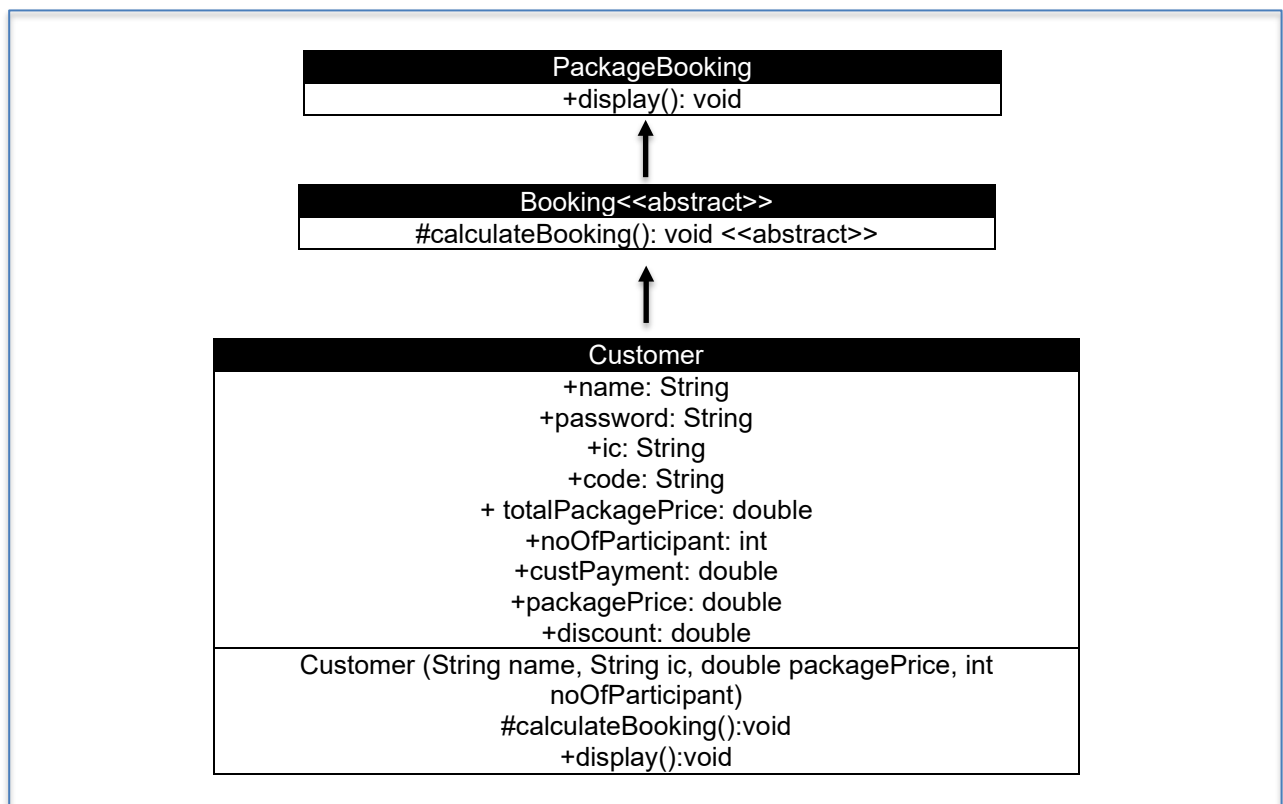 PackageBooking
+display(): void
Booking<<abstract>>
#calculateBooking(): void <<abstract>>
Customer
+name: String
+password: String
+ic: String
+code: String
+ totalPackagePrice: double
+noOfParticipant: int
+custPayment: double
+packagePrice: double
+discount: double
Customer (String name, String ic, double packagePrice, int
noOfParticipant)
#calculateBooking():void
+display():void